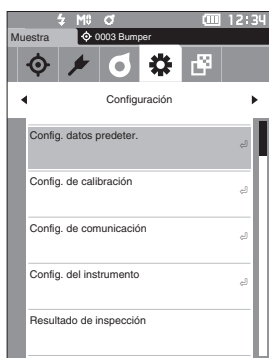 M 12:34
Muestra 0003 Bumper
Configuración
Config. datos predeter.
Config. de calibración
Config. de comunicación
Config. del instrumento
Resultado de inspección